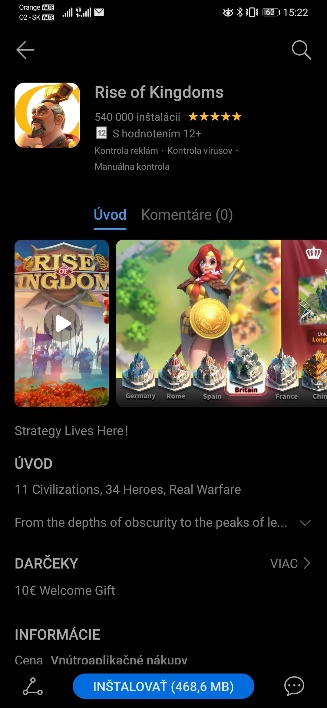 Orange
O2 - SK
60
15:22
Rise of Kingdoms
540 000 inštalácií
12 S hodnotením 12+
Kontrola reklám · Kontrola vírusov ·
Manuálna kontrola
Úvod Komentáre (0)
RISE
OF
KINGDOM
Germany Rome Spain Britain France Chin
Strategy Lives Here!
ÚVOD
11 Civilizations, 34 Heroes, Real Warfare
From the depths of obscurity to the peaks of le...
DARČEKY VIAC
10€ Welcome Gift
INFORMÁCIE
Cena Vnútroaplikačné nákupy
INŠTALOVAŤ (468,6 MB)